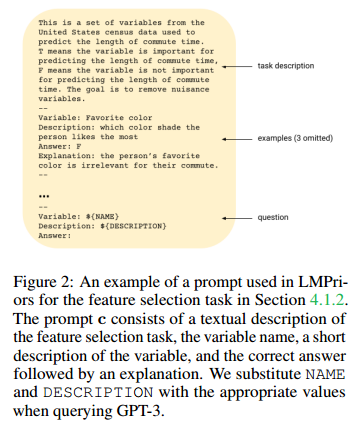 This is a set of variables from the
United States census data used to
predict the length of commute time.
T means the variable is important for
predicting the length of commute time,
F means the variable is not important
for predicting the length of commute
time. The goal is to remove nuisance
variables.
--
Variable: Favorite color
Description: which color shade the
person likes the most
Answer: F
Explanation: the person's favorite
color is irrelevant for their commute.
--
...
--
Variable: ${NAME}
Description: ${DESCRIPTION}
Answer:
task description
examples (3 omitted)
question
Figure 2: An example of a prompt used in LMPri-
ors for the feature selection task in Section 4.1.2.
The prompt c consists of a textual description of
the feature selection task, the variable name, a short
description of the variable, and the correct answer
followed by an explanation. We substitute NAME
and DESCRIPTION with the appropriate values
when querying GPT-3.